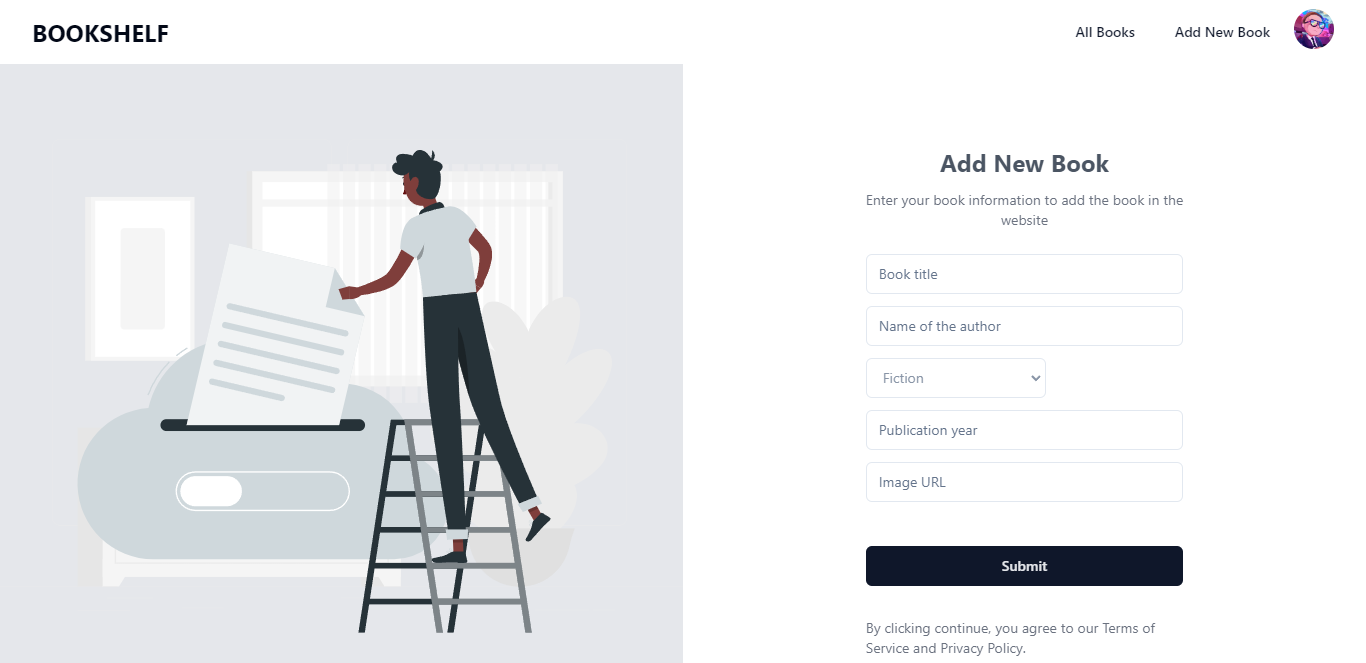 BOOKSHELF
All Books
Add New Book
Add New Book
Enter your book information to add the book in the
website
Book title
Name of the author
Fiction
Publication year
Image URL
Submit
By clicking continue, you agree to our Terms of
Service and Privacy Policy.